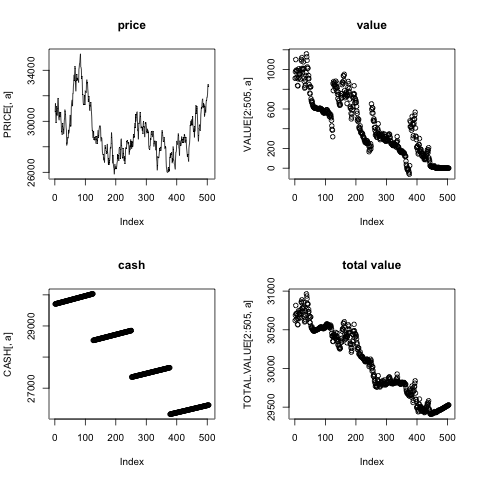 price
PRICE[, a]
26000 30000 34000
0 100 200 300 400 500
Index
value
VALUE[2:505, a]
0 200 600 1000
0 100 200 300 400 500
Index
cash
CASH[, a]
27000 29000
0 100 200 300 400 500
Index
total value
TOTAL.VALUE[2:505, a]
29500 30000 30500 31000
0 100 200 300 400 500
Index